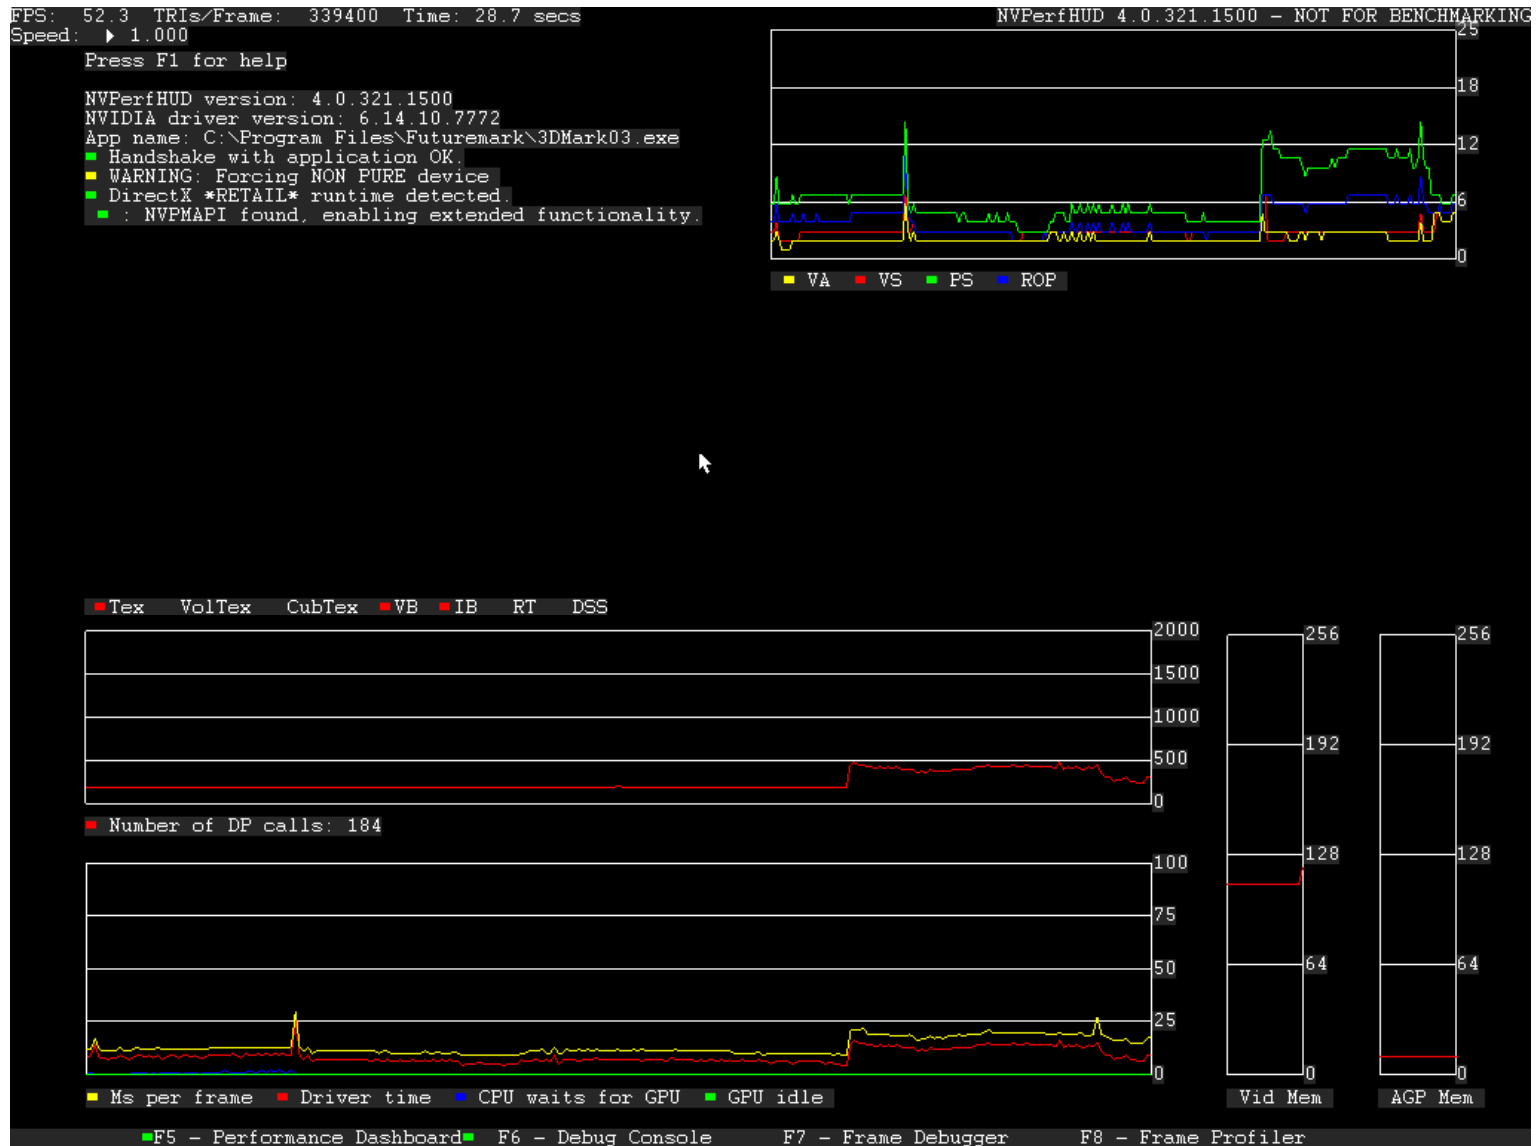 FPS: 52.3 TRIs/Frame: 339400 Time: 28.7 secs
NVPerfHUD 4.0.321.1500 – NOT FOR BENCHMARKING
Speed: 1.000
Press F1 for help
NVPerfHUD version: 4.0.321.1500
NVIDIA driver version: 6.14.10.7772
App name: C:\Program Files\Futuremark\3DMark03.exe
Handshake with application OK.
WARNING: Forcing NON PURE device
DirectX *RETAIL* runtime detected.
: NVPMAPI found, enabling extended functionality.
25
18
12
6
0
VA VS PS ROP
Tex VolTex CubTex VB IB RT DSS
2000
1500
1000
500
0
Number of DP calls: 184
100
75
50
25
0
Ms per frame Driver time CPU waits for GPU GPU idle
256
192
128
64
0
Vid Mem
256
192
128
64
0
AGP Mem
F5 – Performance Dashboard F6 – Debug Console F7 – Frame Debugger F8 – Frame Profiler